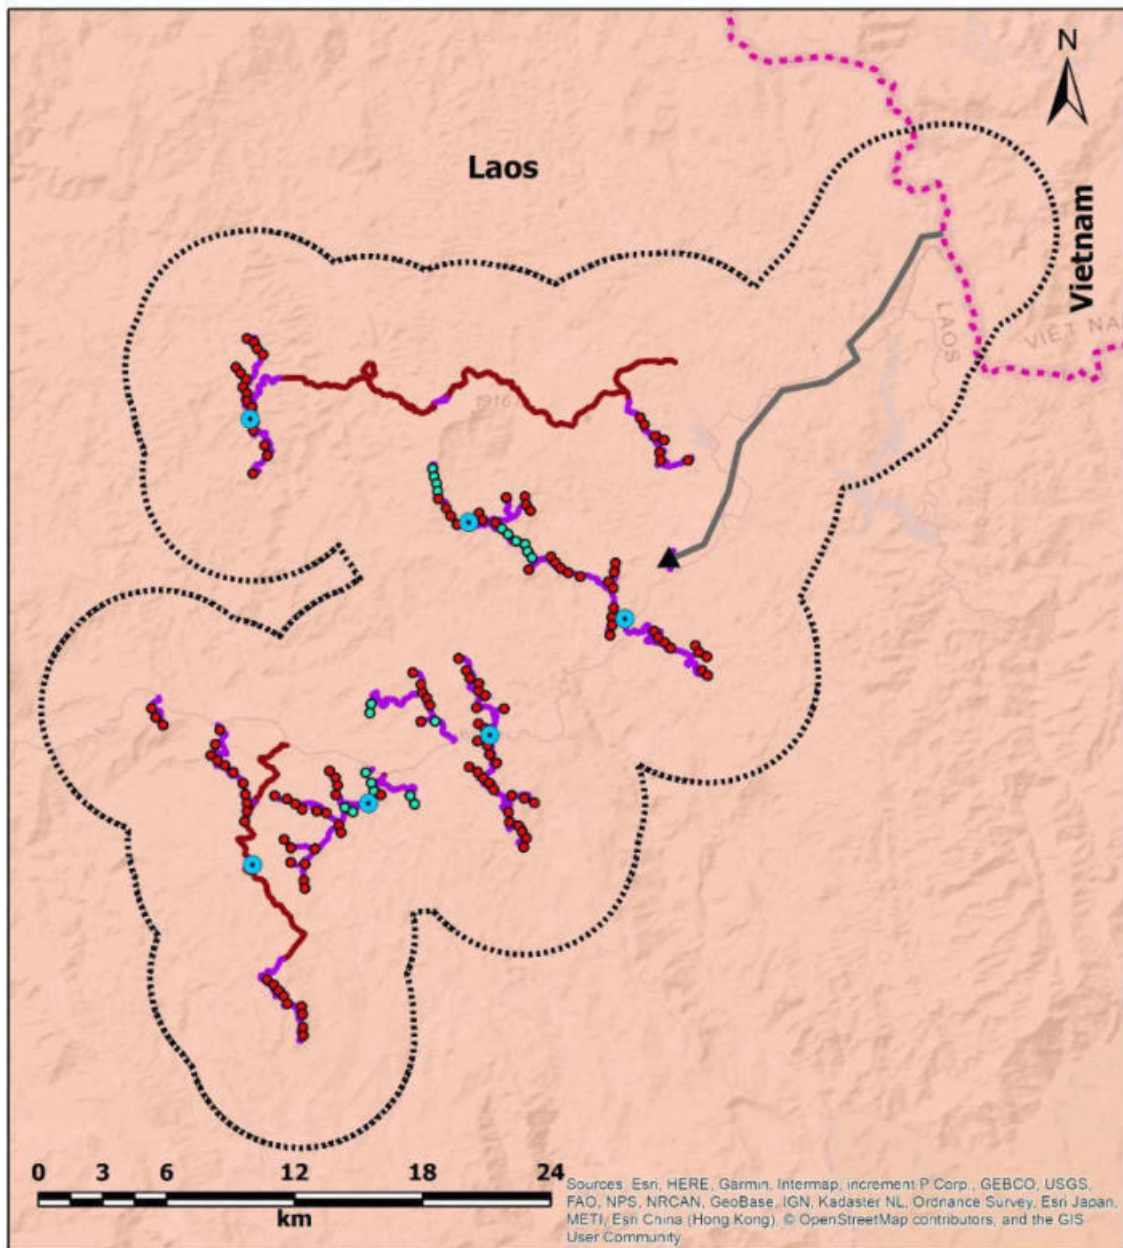 N
Laos
Vietnam
LAOS
VIET NA
1916
0 3 6 12 18 24
km
Sources, Esri, HERE, Garmin, Intermap, increment P Corp., GEBCO, USGS,
FAO, NPS, NRCAN, GeoBase, IGN, Kadaster NL, Ordnance Survey, Esri Japan,
METI, Esri China (Hong Kong), © OpenStreetMap contributors, and the GIS
User Community